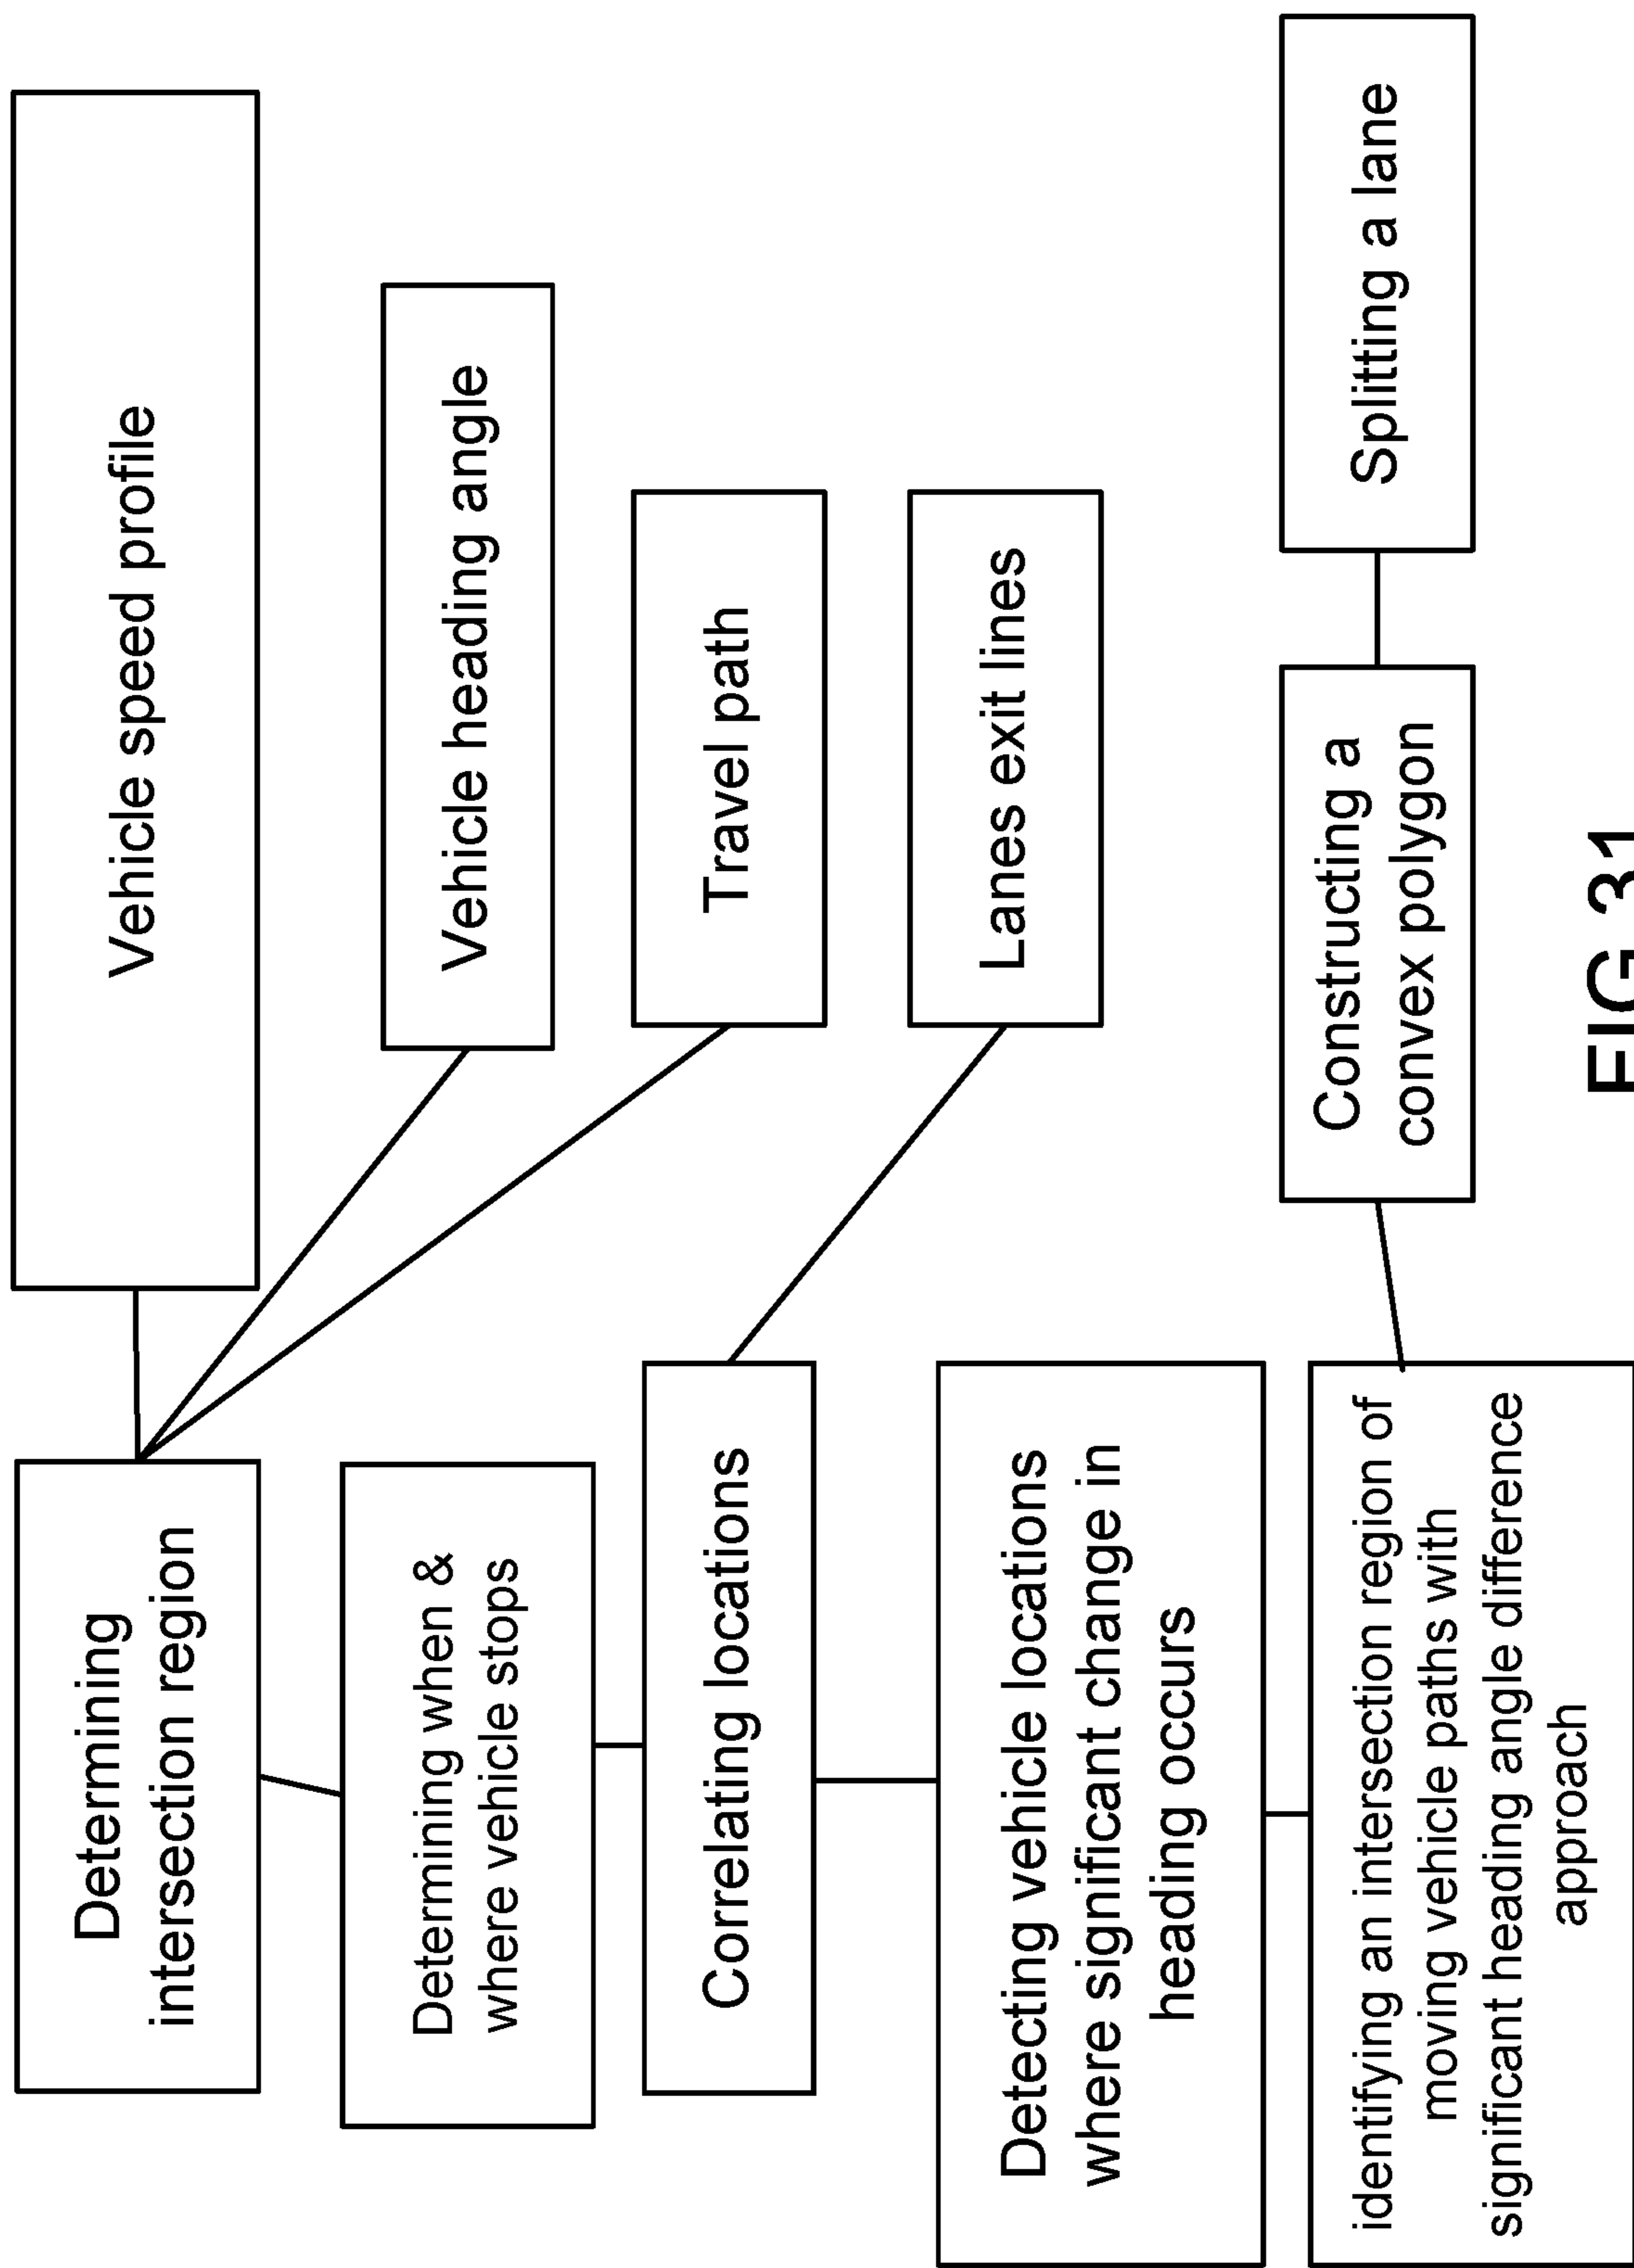 Determining
intersection region
Vehicle speed profile
Determining when &
where vehicle stops
Vehicle heading angle
Correlating locations
Travel path
Detecting vehicle locations
where significant change in
heading occurs
Lanes exit lines
identifying an intersection region of
moving vehicle paths with
significant heading angle difference
approach
Constructing a
convex polygon
Splitting a lane
FIG 31